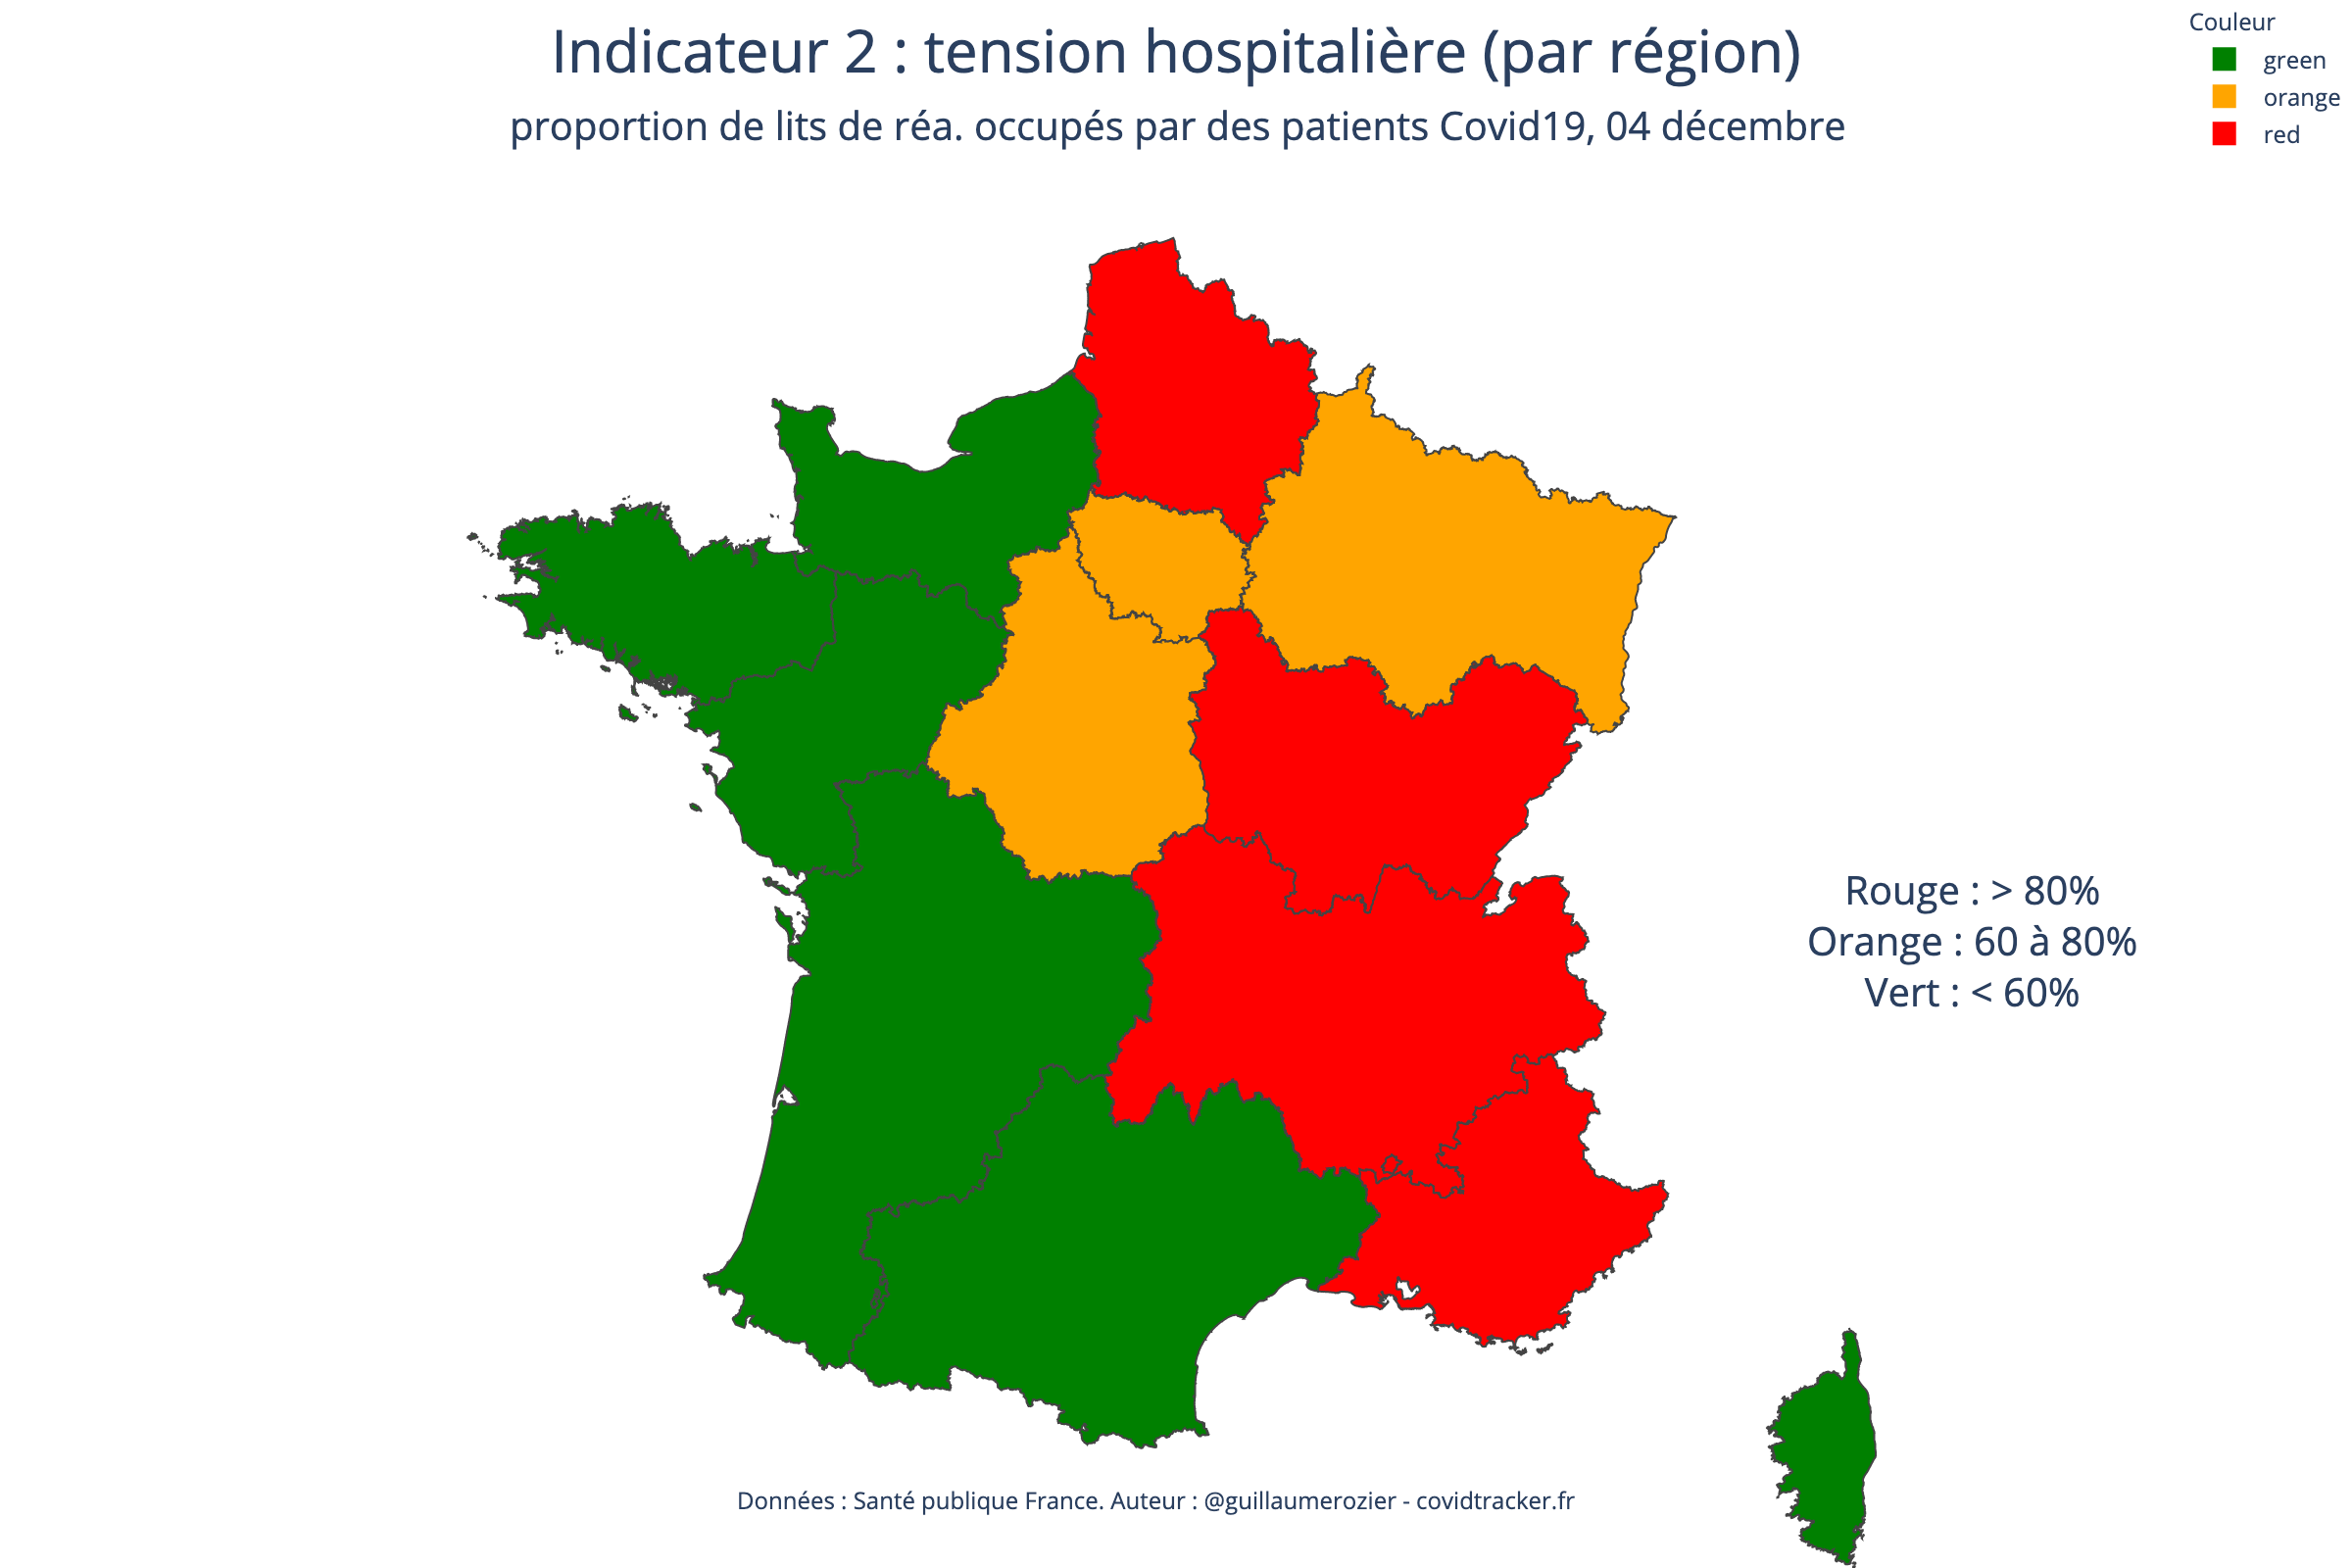 Indicateur 2 : tension hospitalière (par région)
proportion de lits de réa. occupés par des patients Covid19, 04 décembre
Couleur
green
orange
red
Rouge : > 80%
Orange : 60 à 80%
Vert : < 60%
Données : Santé publique France. Auteur : @guillaumerozier - covidtracker.fr